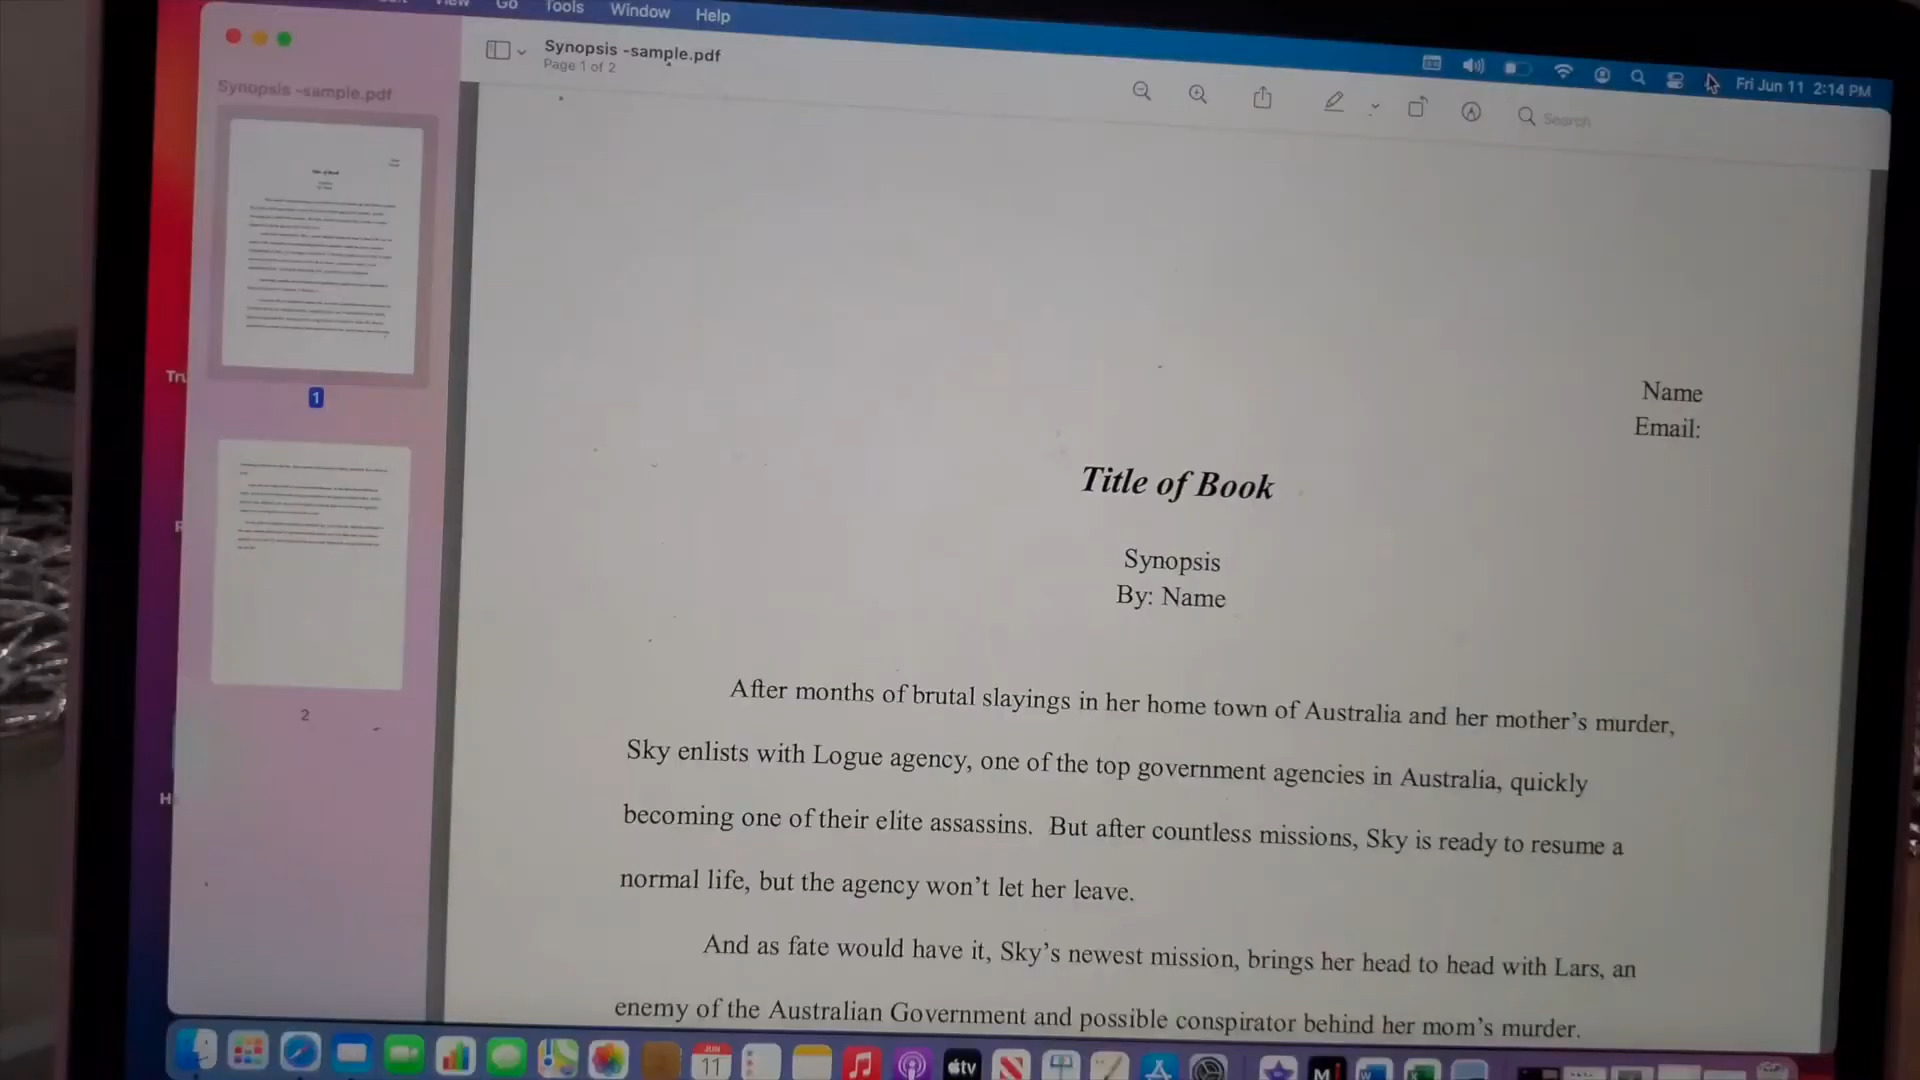 Go Tools Window Help
Fri Jun 11 2:14 PM
Synopsis -sample.pdf
Page 1 of 2
Search
Synopsis -sample.pdf
1
2
Name
Email:
Title of Book
Synopsis
By: Name
After months of brutal slayings in her home town of Australia and her mother’s murder,
Sky enlists with Logue agency, one of the top government agencies in Australia, quickly
becoming one of their elite assassins.  But after countless missions, Sky is ready to resume a
normal life, but the agency won’t let her leave.
And as fate would have it, Sky’s newest mission, brings her head to head with Lars, an
enemy of the Australian Government and possible conspirator behind her mom’s murder.
JUN
11
tv